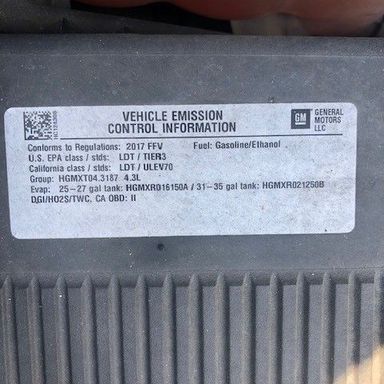 VEHICLE EMISSION
CONTROL INFORMATION
GM
GENERAL
MOTORS
LLC
Conforms to Regulations: 2017 FFV Fuel: Gasoline/Ethanol
U.S. EPA class / stds: LDT / TIER3
California class / stds: LDT / ULEV70
Group: HGMXT04.3187 4.3L
Evap: 25-27 gal tank: HGMXR016150A / 31-35 gal tank: HGMXR021250B
DGI/HO2S/TWC, CA OBD: II